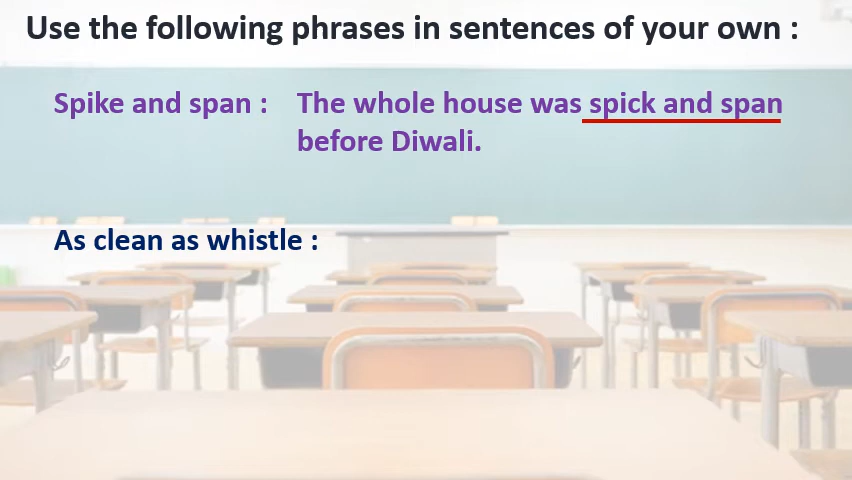 Use the following phrases in sentences of your own :
Spike and span : The whole house was spick and span
before Diwali.
As clean as whistle :